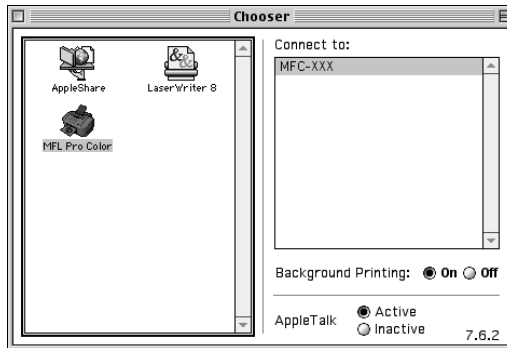 Chooser
AppleShare
LaserWriter 8
MFL Pro Color
Connect to:
MFC-XXX
Background Printing: On Off
AppleTalk
Active
Inactive
7.6.2